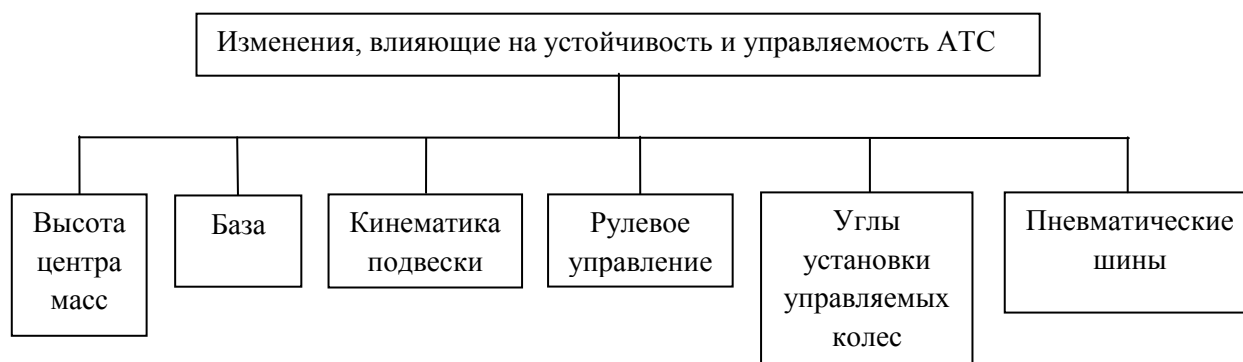 Изменения, влияющие на устойчивость и управляемость АТС
Высота
центра
масс
База
Кинематика
подвески
Рулевое
управление
Углы
установки
управляемых
колес
Пневматические
шины